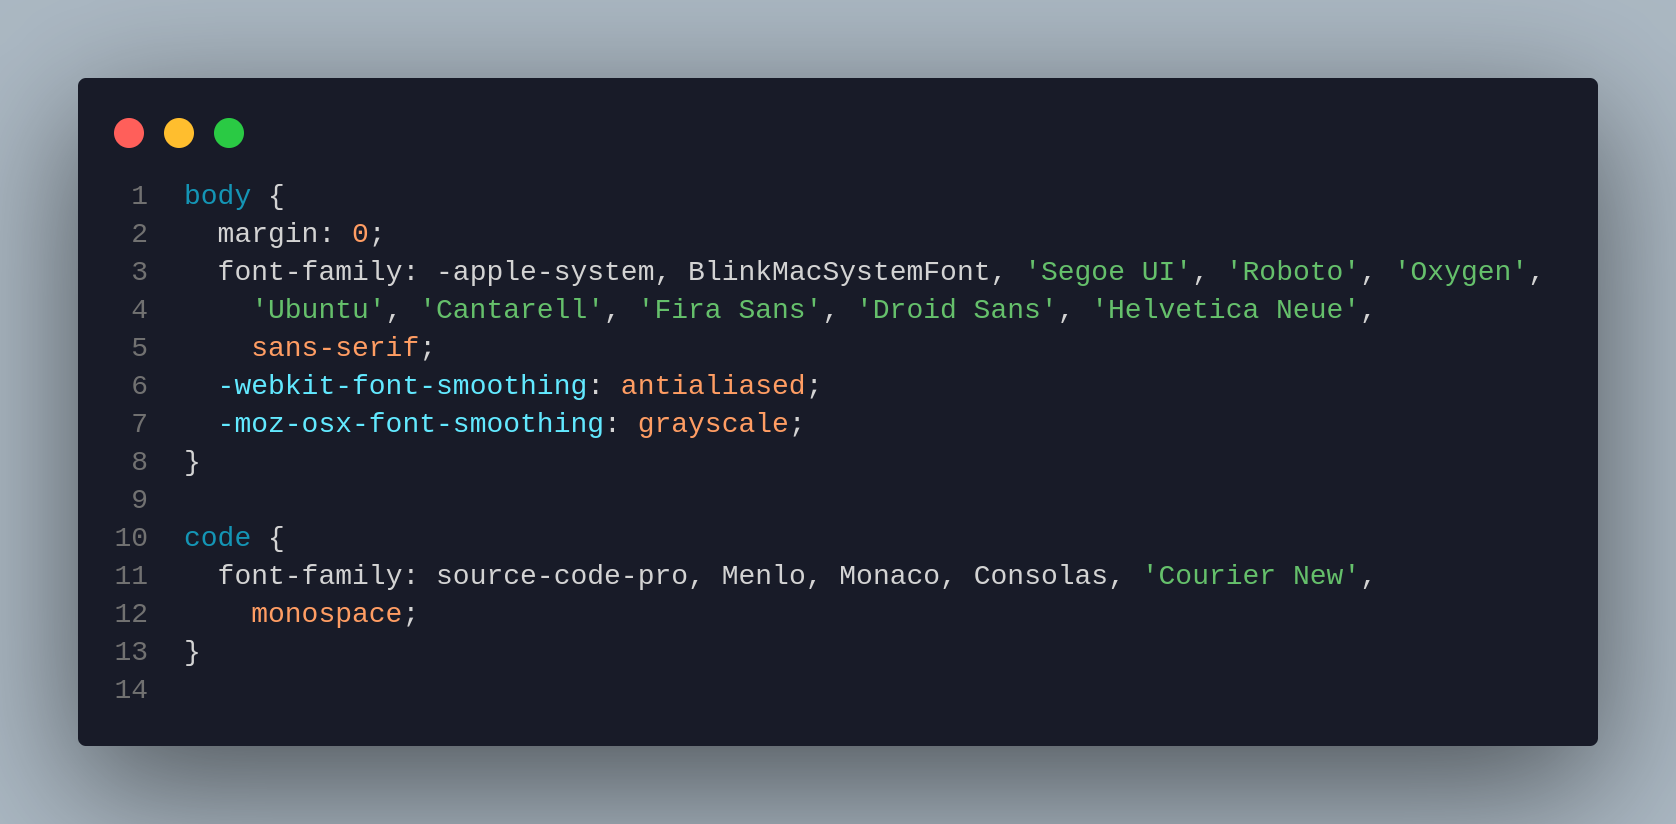 1 body {
2   margin: 0;
3   font-family: -apple-system, BlinkMacSystemFont, 'Segoe UI', 'Roboto', 'Oxygen',
4     'Ubuntu', 'Cantarell', 'Fira Sans', 'Droid Sans', 'Helvetica Neue',
5     sans-serif;
6   -webkit-font-smoothing: antialiased;
7   -moz-osx-font-smoothing: grayscale;
8 }
9
10 code {
11   font-family: source-code-pro, Menlo, Monaco, Consolas, 'Courier New',
12     monospace;
13 }
14